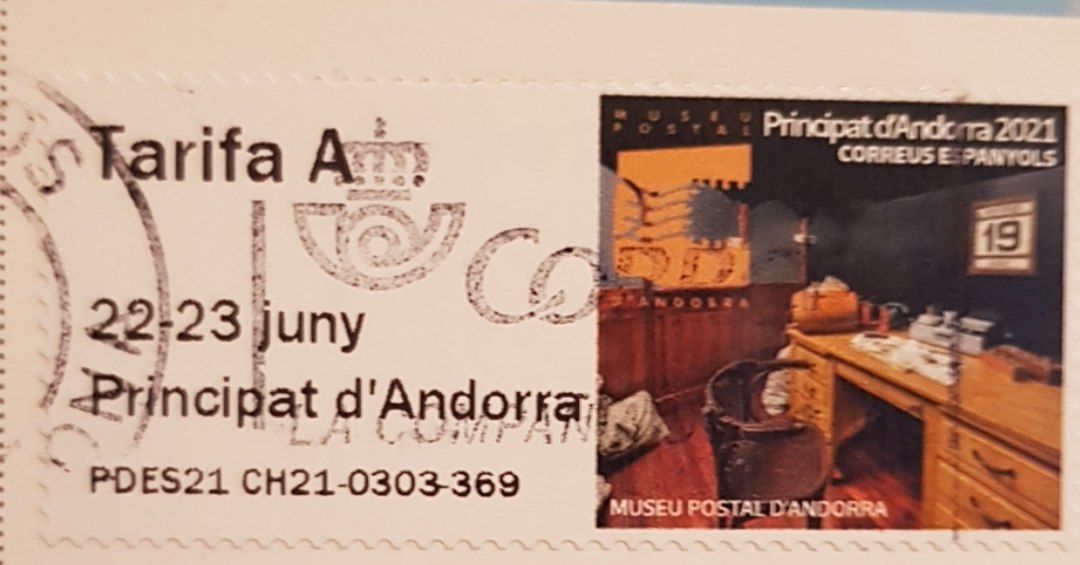 Tarifa A
22-23 juny
Principat d'Andorra
P-DES21 CH21-0303-369
LA COMPAN
MUSEU
POSTAL
Principat d'Andorra 2021
CORREUS ESPANYOLS
D'ANDORRA
19
MUSEU POSTAL D'ANDORRA